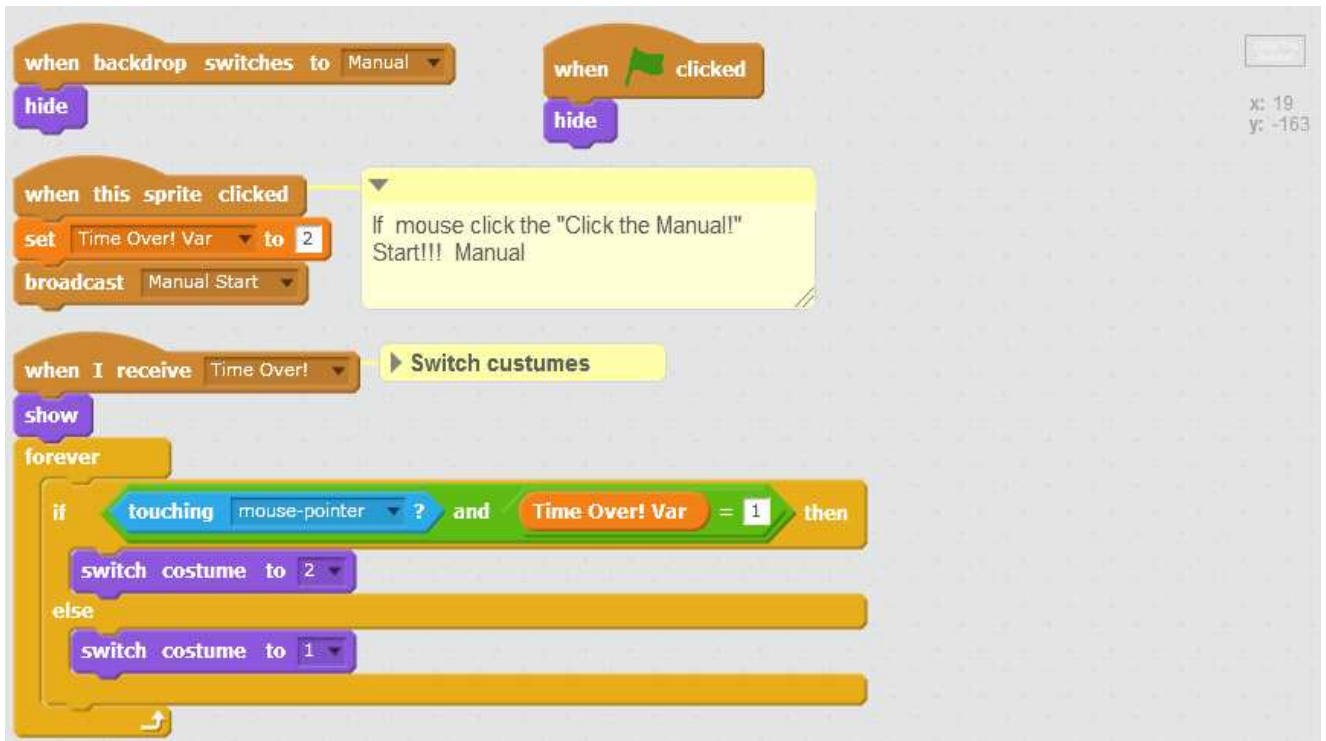 when backdrop switches to Manual
hide
when clicked
hide
x: 19
y: -163
when this sprite clicked
set Time Over! Var to 2
broadcast Manual Start
If mouse click the "Click the Manual!"
Start!!! Manual
when I receive Time Over!
Switch custumes
show
forever
if touching mouse-pointer ? and Time Over! Var = 1 then
switch costume to 2
else
switch costume to 1